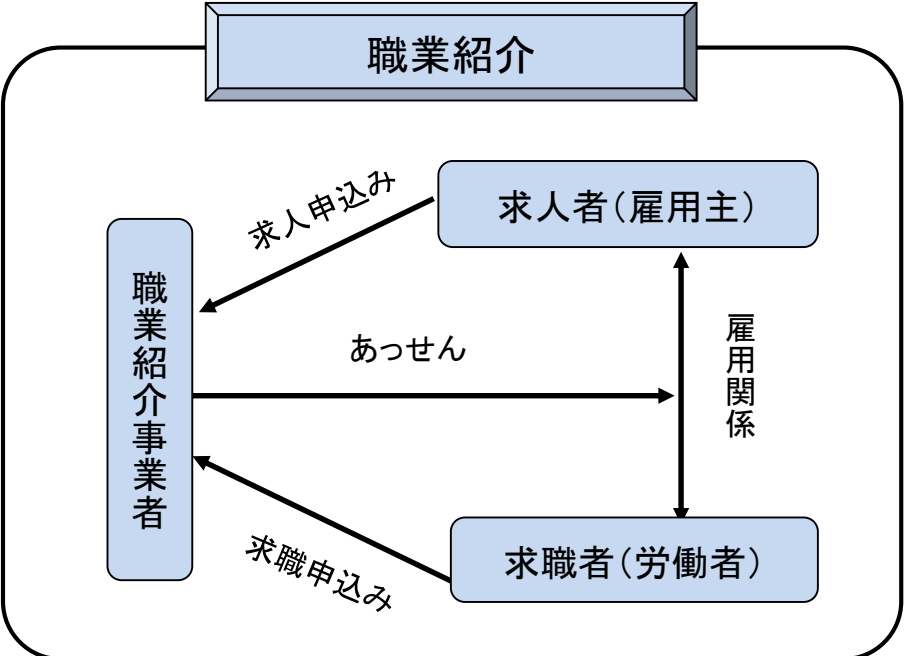 職業紹介
求人申込み
求人者（雇用主）
職業紹介事業者
あっせん
雇用関係
求職申込み
求職者（労働者）